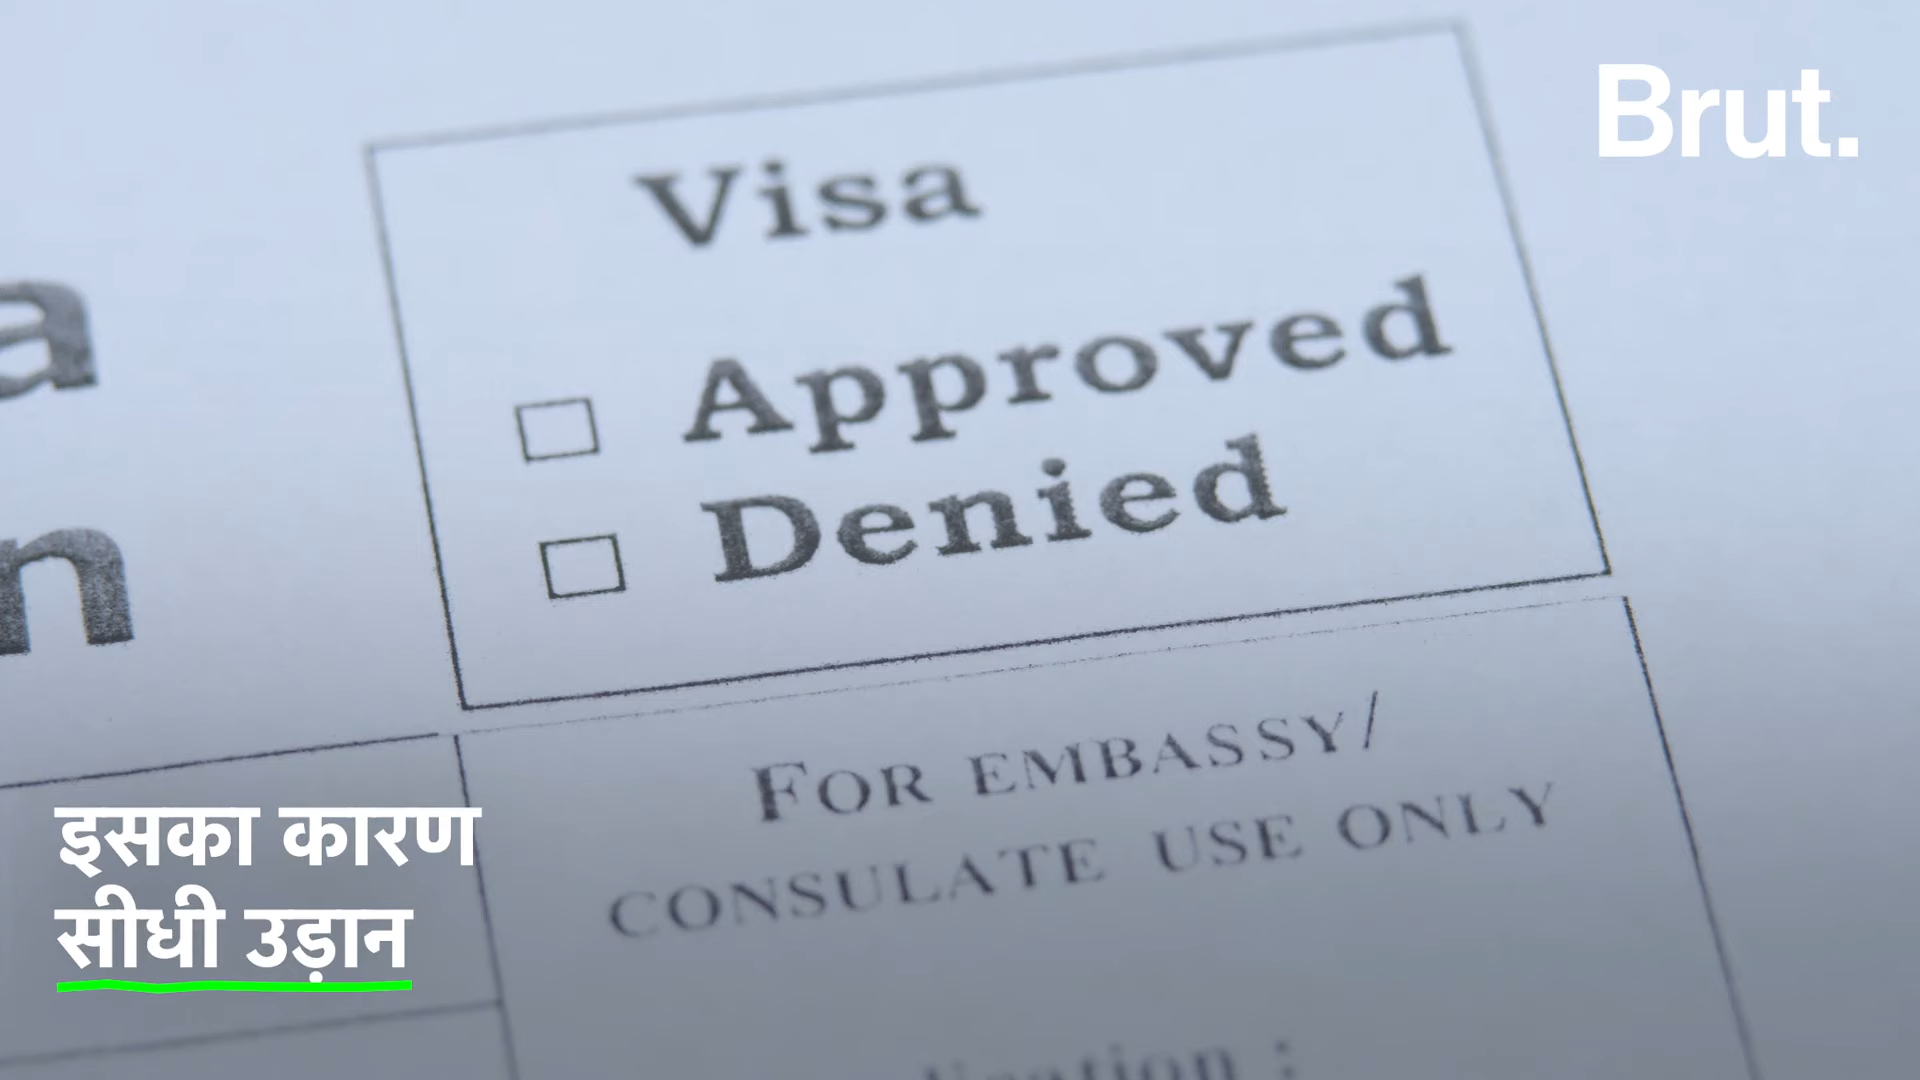 Brut.
Visa
Approved
Denied
FOR EMBASSY/
CONSULATE USE ONLY
इसका कारण
सीधी उड़ान